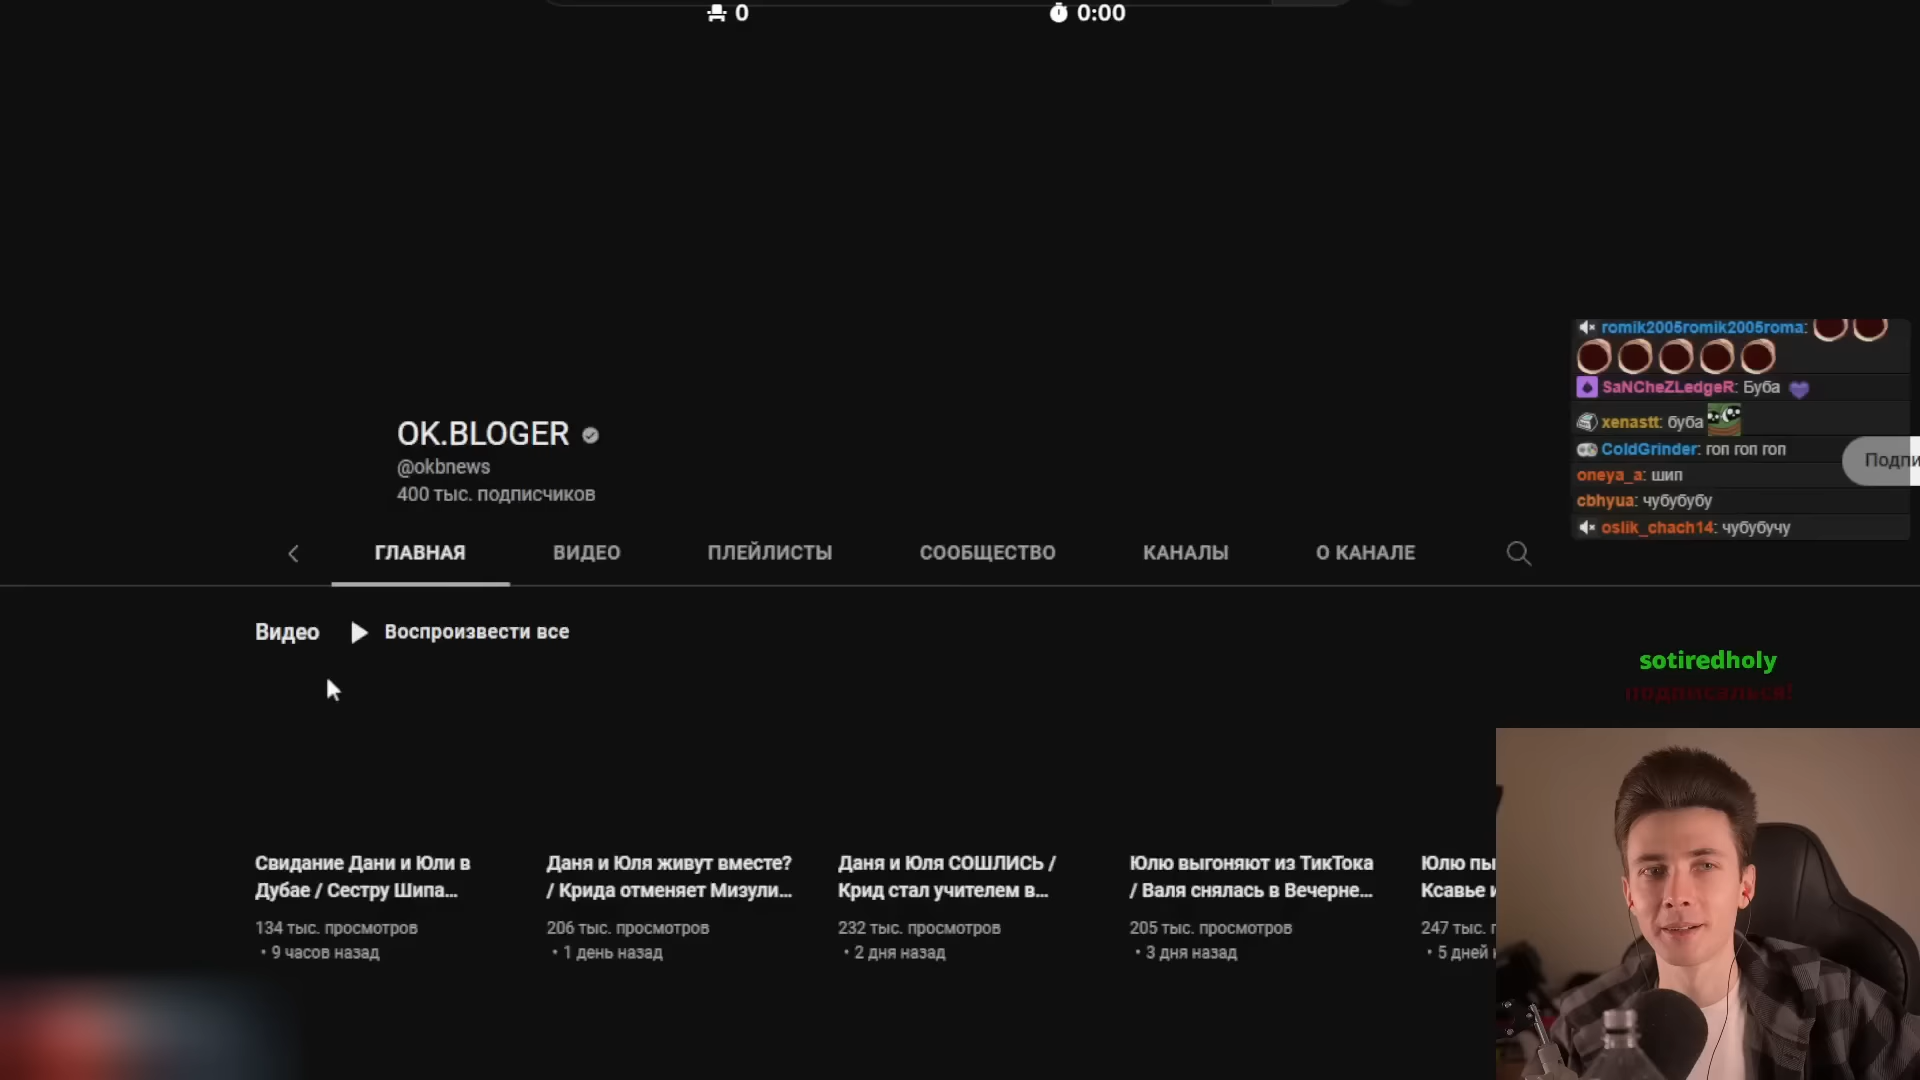 0
0:00
romik2005romik2005roma:
SaNCheZLedgeR: Буба
xenastt: буба
ColdGrinder: гоп гоп гоп
oneya_a: шип
cbhyua: чубубубу
oslik_chach14: чубубучу
Подпи
OK.BLOGER
@okbnews
400 тыс. подписчиков
ГЛАВНАЯ ВИДЕО ПЛЕЙЛИСТЫ СООБЩЕСТВО КАНАЛЫ О КАНАЛЕ
Видео Воспроизвести все
sotiredholy
подписалься!
Свидание Дани и Юли в
Дубае / Сестру Шипа...
134 тыс. просмотров
• 9 часов назад
Даня и Юля живут вместе?
/ Крида отменяет Мизули...
206 тыс. просмотров
• 1 день назад
Даня и Юля СОШЛИСЬ /
Крид стал учителем в...
232 тыс. просмотров
• 2 дня назад
Юлю выгоняют из ТикТока
/ Валя снялась в Вечерне...
205 тыс. просмотров
• 3 дня назад
Юлю пы
Ксавье и
247 тыс. п
• 5 дней н